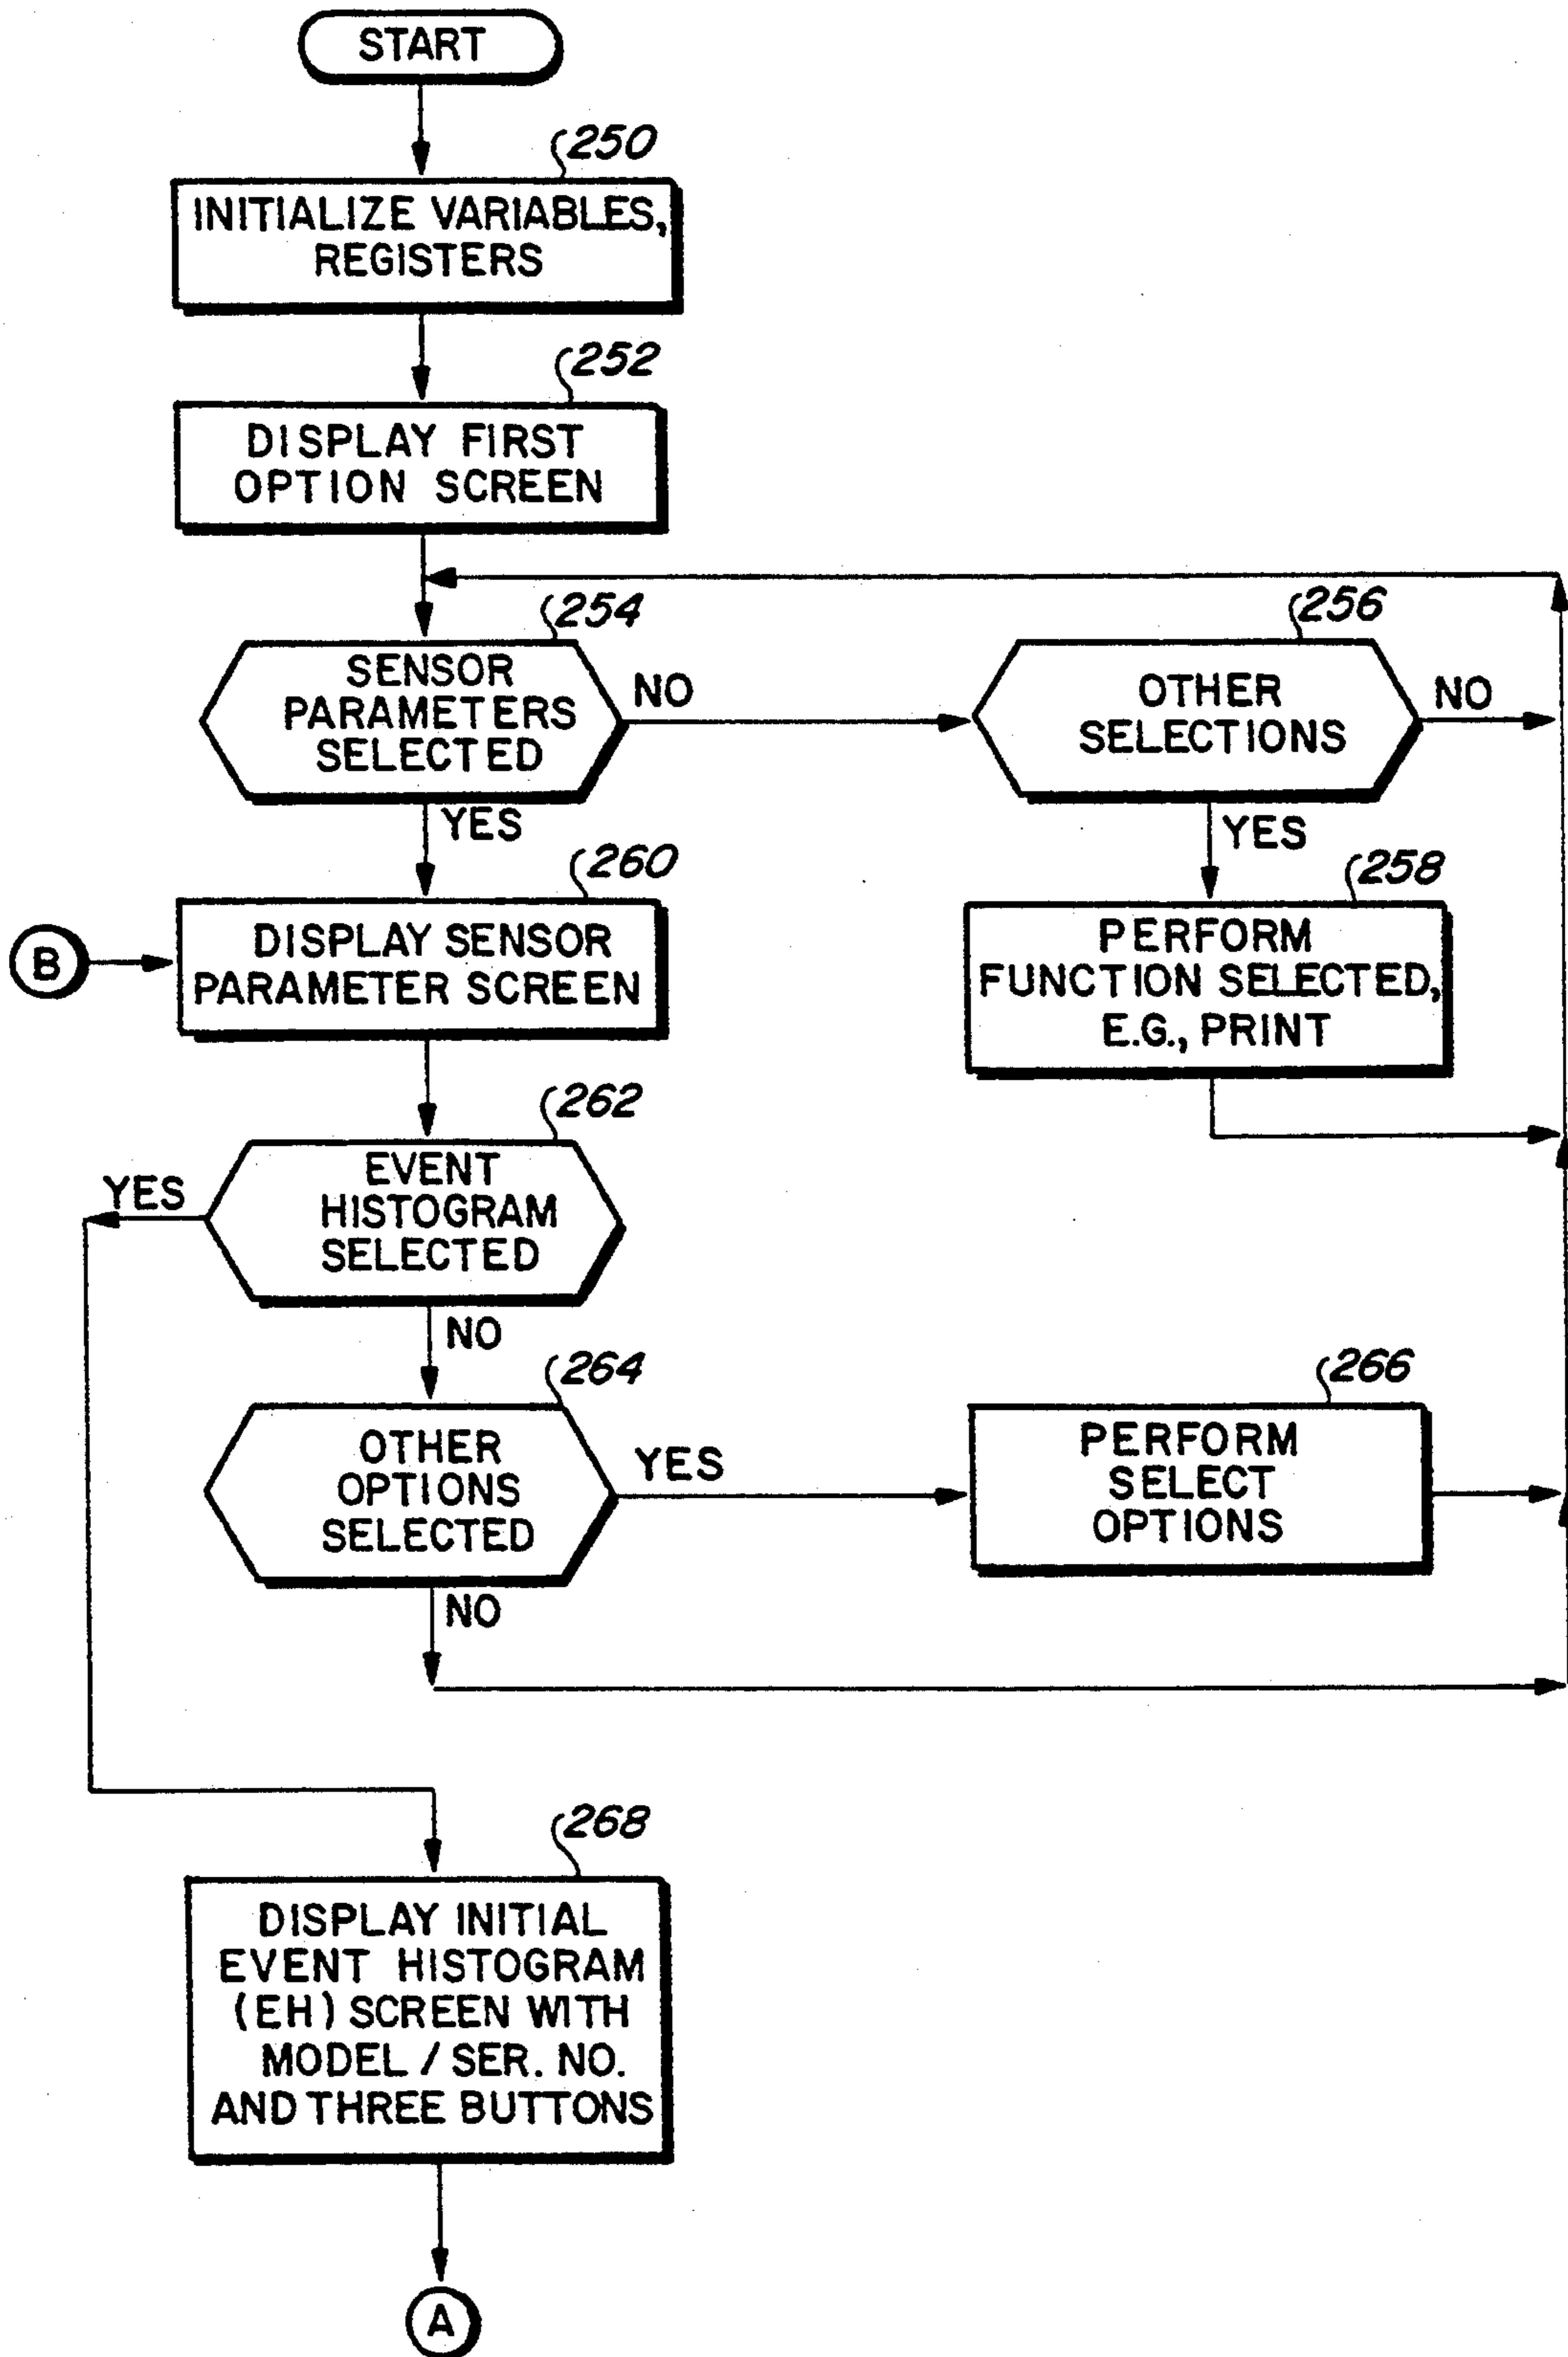 START
250
INITIALIZE VARIABLES,
REGISTERS
252
DISPLAY FIRST
OPTION SCREEN
254
SENSOR
PARAMETERS
SELECTED
NO
YES
256
OTHER
SELECTIONS
NO
YES
258
PERFORM
FUNCTION SELECTED,
E.G., PRINT
260
B
DISPLAY SENSOR
PARAMETER SCREEN
262
EVENT
HISTOGRAM
SELECTED
YES
NO
264
OTHER
OPTIONS
SELECTED
YES
NO
266
PERFORM
SELECT
OPTIONS
268
DISPLAY INITIAL
EVENT HISTOGRAM
(EH) SCREEN WITH
MODEL / SER. NO.
AND THREE BUTTONS
A